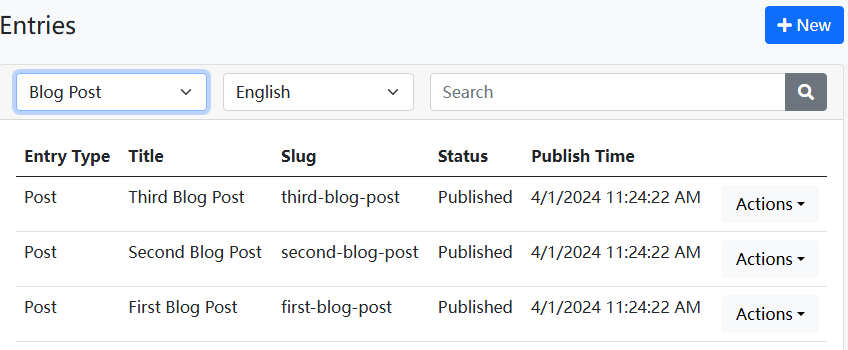 Entries
New
Blog Post English Search
Entry Type Title Slug Status Publish Time
Post Third Blog Post third-blog-post Published 4/1/2024 11:24:22 AM Actions
Post Second Blog Post second-blog-post Published 4/1/2024 11:24:22 AM Actions
Post First Blog Post first-blog-post Published 4/1/2024 11:24:22 AM Actions